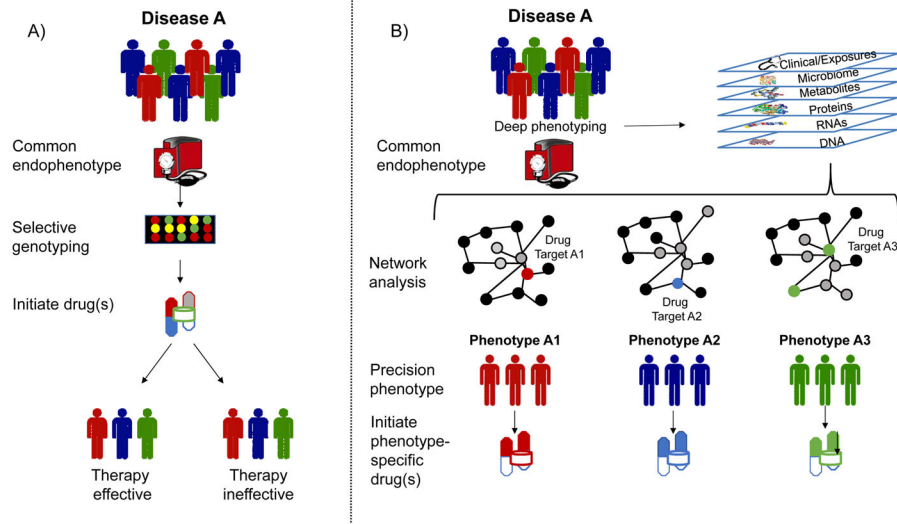 A)
Disease A
Common
endophenotype
Selective
genotyping
Initiate drug(s)
Therapy
effective
Therapy
ineffective
B)
Disease A
Deep phenotyping
Common
endophenotype
Clinical/Exposures
Microbiome
Metabolites
Proteins
RNAs
DNA
Network
analysis
Drug
Target A1
Drug
Target A2
Drug
Target A3
Phenotype A1
Phenotype A2
Phenotype A3
Precision
phenotype
Initiate
phenotype-
specific
drug(s)